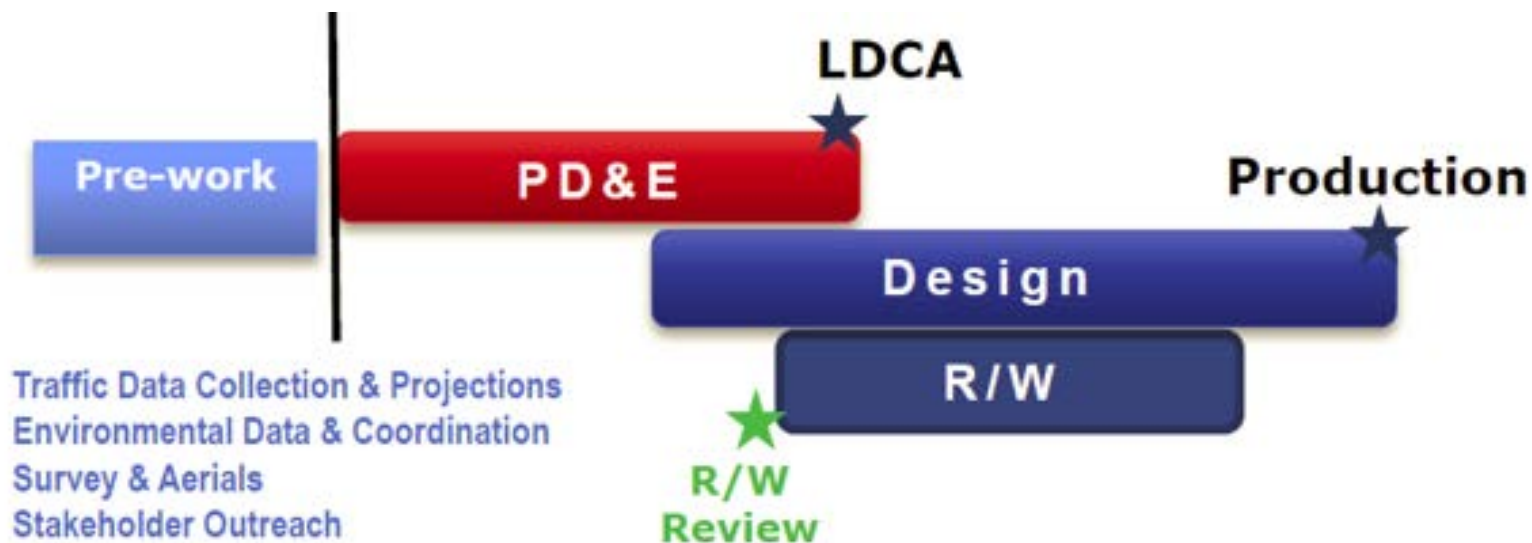 LDCA
Pre-work
PD&E
Production
Design
R/W
Traffic Data Collection & Projections
Environmental Data & Coordination
Survey & Aerials
Stakeholder Outreach
R/W
Review